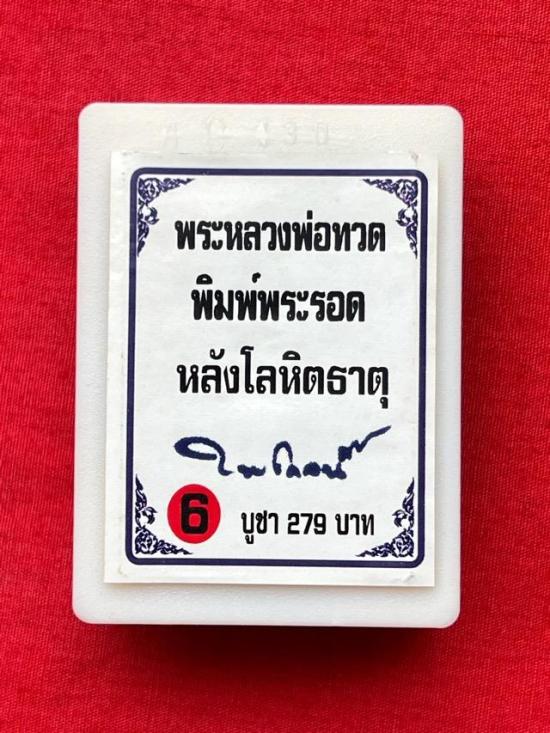 พระหลวงพ่อทวด
พิมพ์พระรอด
หลังโลหิตธาตุ
6 บูชา 279 บาท